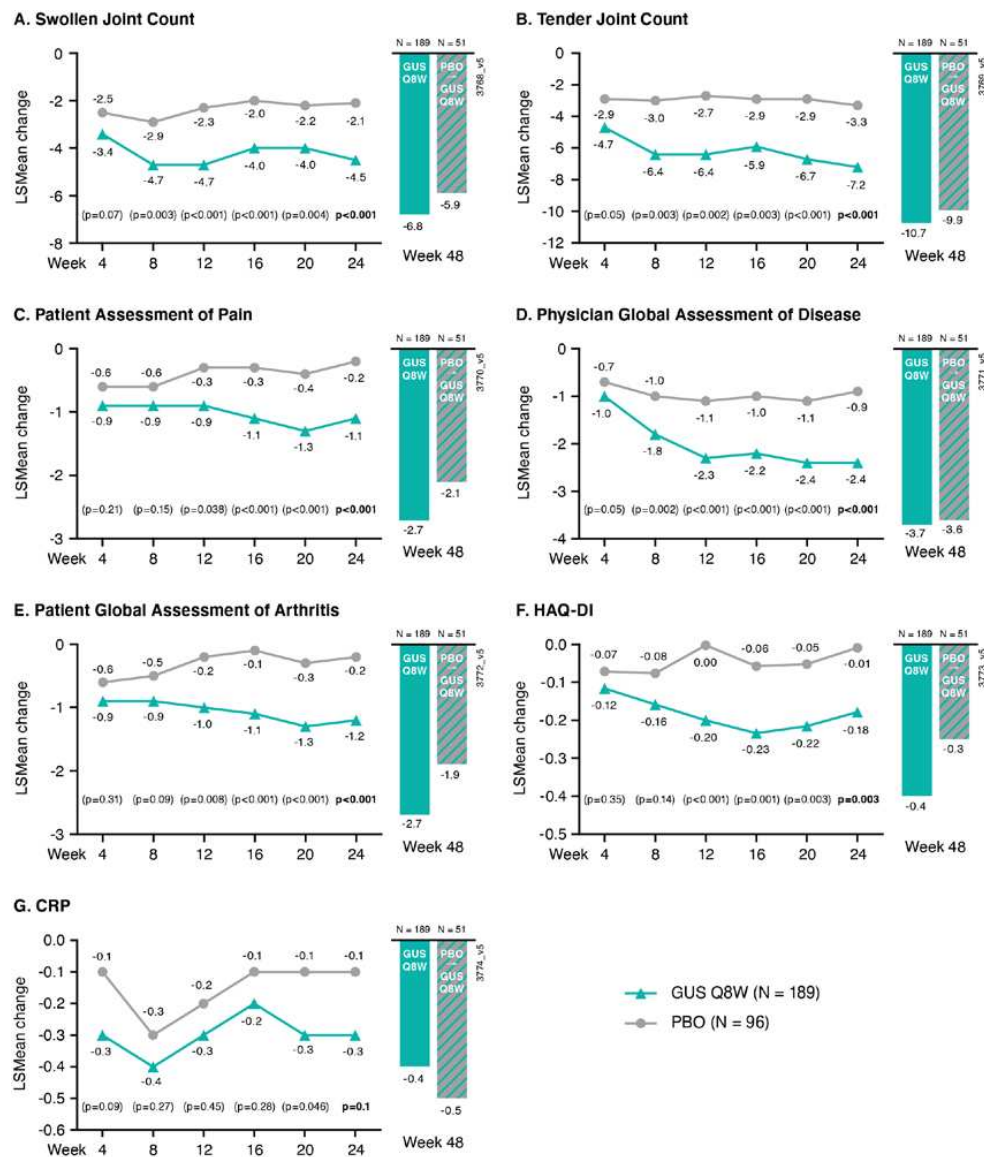 A. Swollen Joint Count
N = 189 N = 51
GUS Q8W
PBO → GUS Q8W
3768_v5
LSMean change
0
-2
-4
-6
-8
-2.5 -2.9 -2.3 -2.0 -2.2 -2.1
-3.4 -4.7 -4.7 -4.0 -4.0 -4.5
(p=0.07) (p=0.003) (p<0.001) (p<0.001) (p=0.004) p<0.001
-6.8 -5.9
Week 4 8 12 16 20 24
Week 48
B. Tender Joint Count
N = 189 N = 51
GUS Q8W
PBO → GUS Q8W
3769_v5
LSMean change
0
-2
-4
-6
-8
-10
-12
-2.9 -3.0 -2.7 -2.9 -2.9 -3.3
-4.7 -6.4 -6.4 -5.9 -6.7 -7.2
(p=0.05) (p=0.003) (p=0.002) (p=0.003) (p<0.001) p<0.001
-10.7 -9.9
Week 4 8 12 16 20 24
Week 48
C. Patient Assessment of Pain
N = 189 N = 51
GUS Q8W
PBO → GUS Q8W
3770_v5
LSMean change
0
-1
-2
-3
-0.6 -0.6 -0.3 -0.3 -0.4 -0.2
-0.9 -0.9 -0.9 -1.1 -1.3 -1.1
(p=0.21) (p=0.15) (p=0.038) (p<0.001) (p<0.001) p<0.001
-2.7 -2.1
Week 4 8 12 16 20 24
Week 48
D. Physician Global Assessment of Disease
N = 189 N = 51
GUS Q8W
PBO → GUS Q8W
3771_v5
LSMean change
0
-1
-2
-3
-4
-0.7 -1.0 -1.1 -1.0 -1.1 -0.9
-1.0 -1.8 -2.3 -2.2 -2.4 -2.4
(p=0.05) (p=0.002) (p<0.001) (p<0.001) (p<0.001) p<0.001
-3.7 -3.6
Week 4 8 12 16 20 24
Week 48
E. Patient Global Assessment of Arthritis
N = 189 N = 51
GUS Q8W
PBO → GUS Q8W
3772_v5
LSMean change
0
-1
-2
-3
-0.6 -0.5 -0.2 -0.1 -0.3 -0.2
-0.9 -0.9 -1.0 -1.1 -1.3 -1.2
(p=0.31) (p=0.09) (p=0.008) (p<0.001) (p<0.001) p<0.001
-2.7 -1.9
Week 4 8 12 16 20 24
Week 48
F. HAQ-DI
N = 189 N = 51
GUS Q8W
PBO → GUS Q8W
3773_v5
LSMean change
0.0
-0.1
-0.2
-0.3
-0.4
-0.5
-0.07 -0.08 0.00 -0.06 -0.05 -0.01
-0.12 -0.16 -0.20 -0.23 -0.22 -0.18
(p=0.35) (p=0.14) (p<0.001) (p=0.001) (p=0.003) p=0.003
-0.4 -0.3
Week 4 8 12 16 20 24
Week 48
G. CRP
N = 189 N = 51
GUS Q8W
PBO → GUS Q8W
3774_v5
LSMean change
0.0
-0.1
-0.2
-0.3
-0.4
-0.5
-0.6
-0.1 -0.3 -0.2 -0.1 -0.1 -0.1
-0.3 -0.4 -0.3 -0.2 -0.3 -0.3
(p=0.09) (p=0.27) (p=0.45) (p=0.28) (p=0.046) p=0.1
-0.4 -0.5
Week 4 8 12 16 20 24
Week 48
GUS Q8W (N = 189)
PBO (N = 96)